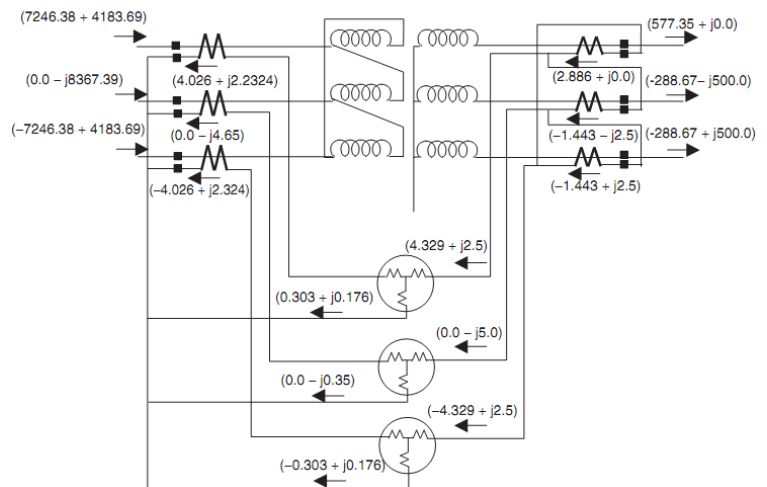 (7246.38 + 4183.69)
(577.35 + j0.0)
(4.026 + j2.2324)
(2.886 + j0.0)
(0.0 – j8367.39)
(-288.67– j500.0)
(0.0 – j4.65)
(–1.443 – j2.5)
(–7246.38 + 4183.69)
(-288.67 + j500.0)
(–4.026 + j2.324)
(–1.443 + j2.5)
(4.329 + j2.5)
(0.303 + j0.176)
(0.0 – j5.0)
(0.0 – j0.35)
(–4.329 + j2.5)
(–0.303 + j0.176)